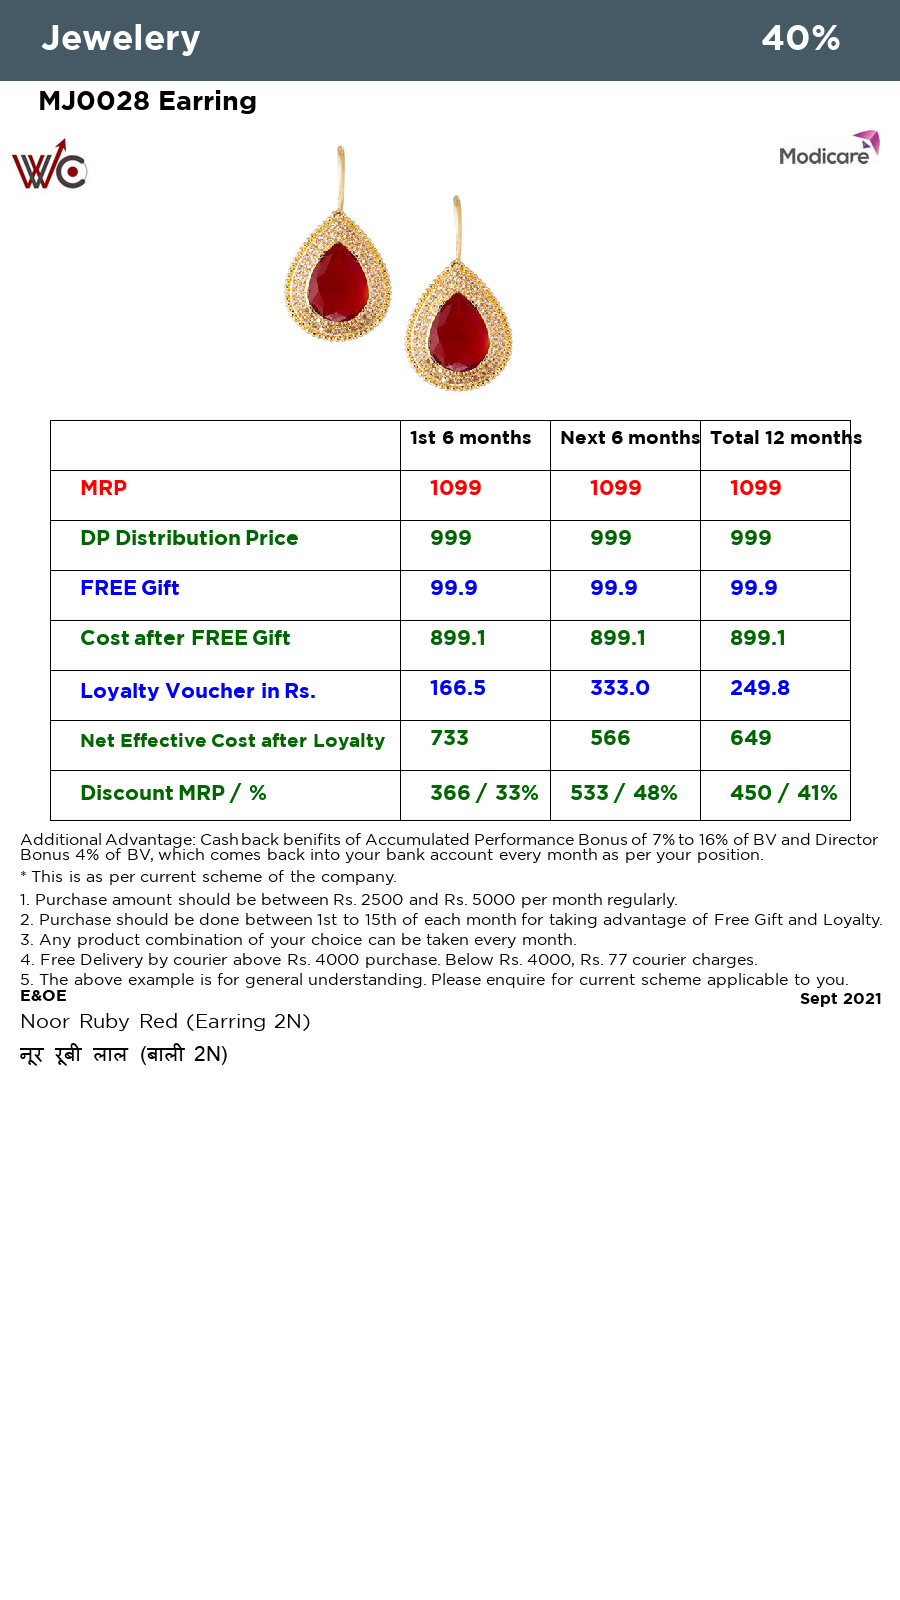 Jewelery 40%
MJ0028 Earring
WC
Modicare
1st 6 months Next 6 months Total 12 months
MRP 1099 1099 1099
DP Distribution Price 999 999 999
FREE Gift 99.9 99.9 99.9
Cost after FREE Gift 899.1 899.1 899.1
Loyalty Voucher in Rs. 166.5 333.0 249.8
Net Effective Cost after Loyalty 733 566 649
Discount MRP / % 366 / 33% 533 / 48% 450 / 41%
Additional Advantage: Cashback benifits of Accumulated Performance Bonus of 7% to 16% of BV and Director
Bonus 4% of BV, which comes back into your bank account every month as per your position.
* This is as per current scheme of the company.
1. Purchase amount should be between Rs. 2500 and Rs. 5000 per month regularly.
2. Purchase should be done between 1st to 15th of each month for taking advantage of Free Gift and Loyalty.
3. Any product combination of your choice can be taken every month.
4. Free Delivery by courier above Rs. 4000 purchase. Below Rs. 4000, Rs. 77 courier charges.
5. The above example is for general understanding. Please enquire for current scheme applicable to you.
E&OE Sept 2021
Noor Ruby Red (Earring 2N)
नूर रूबी लाल (बाली 2N)